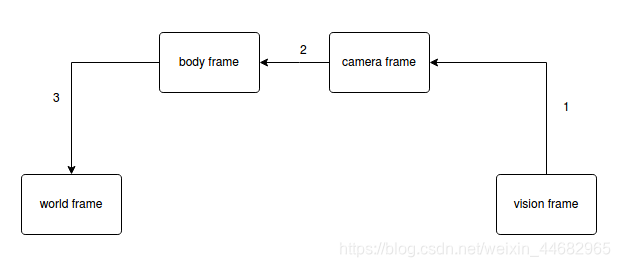 2
body frame
camera frame
3
1
world frame
vision frame
https://blog.csdn.net/weixin_44682965